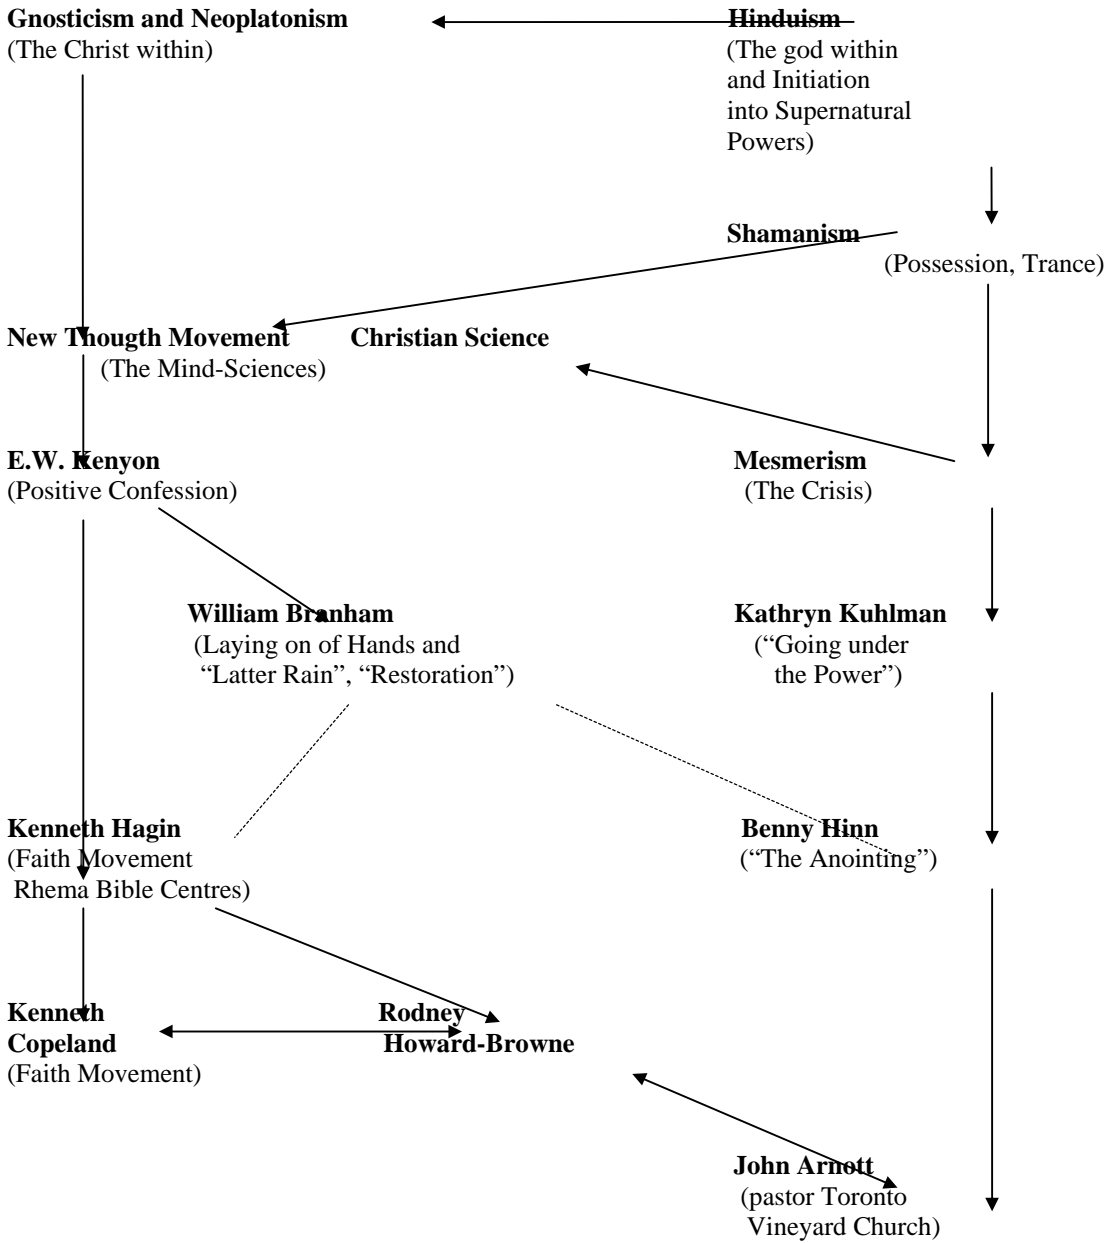 Gnosticism and Neoplatonism
(The Christ within)
Hinduism
(The god within
and Initiation
into Supernatural
Powers)
Shamanism
(Possession, Trance)
New Thougth Movement
(The Mind-Sciences)
Christian Science
E.W. Kenyon
(Positive Confession)
Mesmerism
(The Crisis)
William Branham
(Laying on of Hands and
“Latter Rain”, “Restoration”)
Kathryn Kuhlman
(“Going under
the Power”)
Kenneth Hagin
(Faith Movement
Rhema Bible Centres)
Benny Hinn
(“The Anointing”)
Kenneth
Copeland
(Faith Movement)
Rodney
Howard-Browne
John Arnott
(pastor Toronto
Vineyard Church)